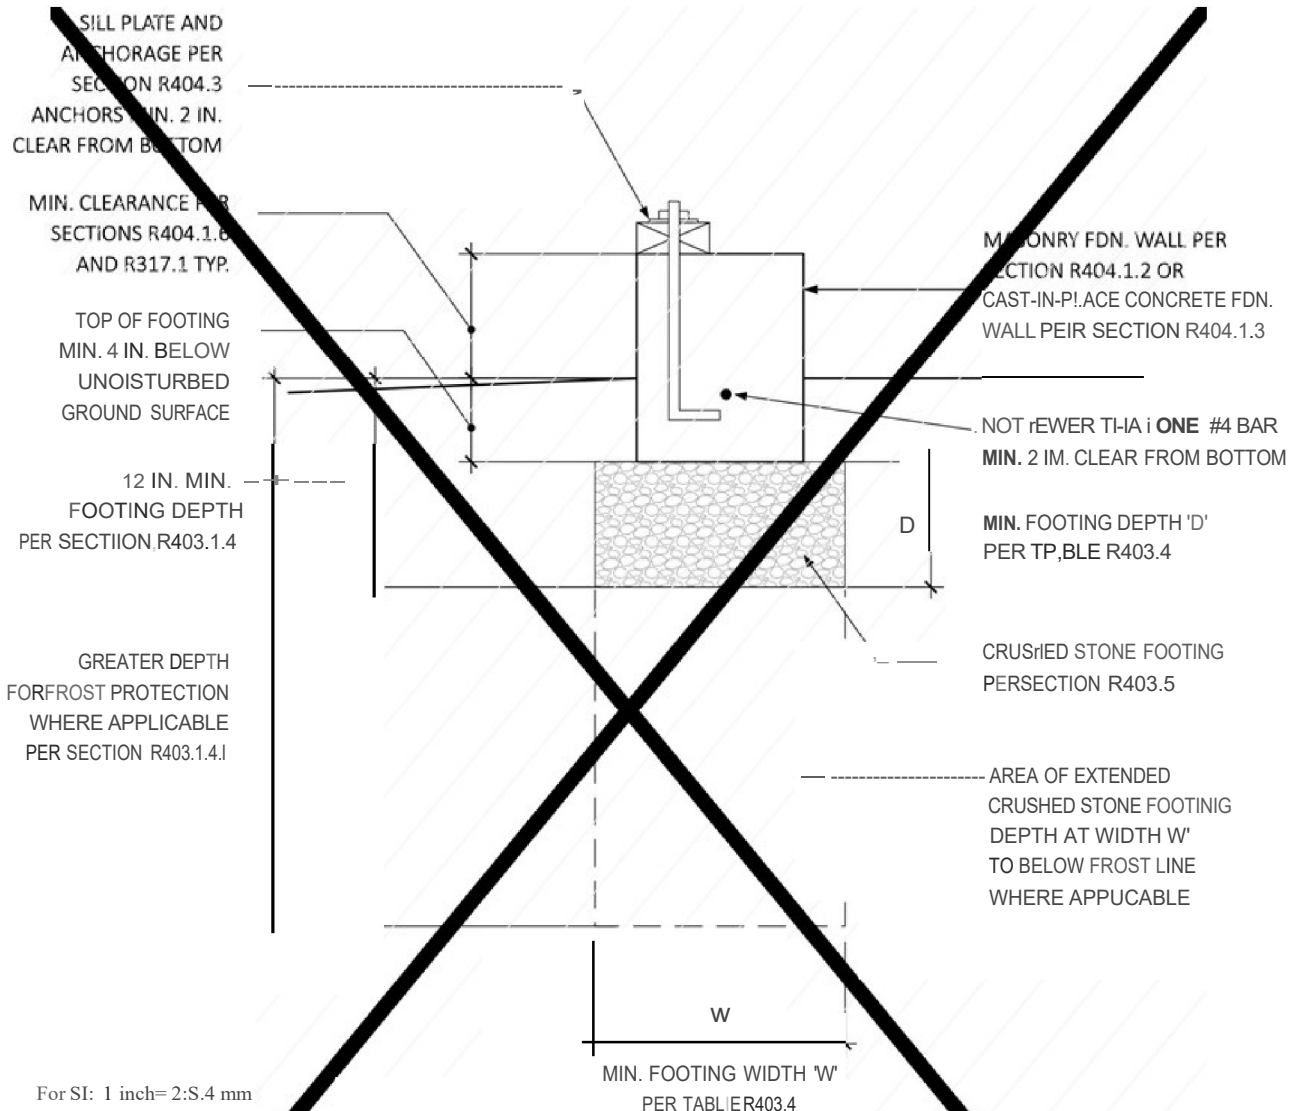 SILL PLATE AND
ANCHORAGE PER
SECTION R404.3
ANCHORS MIN. 2 IN.
CLEAR FROM BOTTOM
MIN. CLEARANCE PER
SECTIONS R404.1.6
AND R317.1 TYP.
TOP OF FOOTING
MIN. 4 IN. BELOW
UNOISTURBED
GROUND SURFACE
12 IN. MIN.
FOOTING DEPTH
PER SECTIION R403.1.4
GREATER DEPTH
FORFROST PROTECTION
WHERE APPLICABLE
PER SECTION R403.1.4.I
MASONRY FDN. WALL PER
SECTION R404.1.2 OR
CAST-IN-P!.ACE CONCRETE FDN.
WALL PEIR SECTION R404.1.3
NOT rEWER TI-IA i ONE #4 BAR
MIN. 2 IM. CLEAR FROM BOTTOM
D
MIN. FOOTING DEPTH 'D'
PER TP,BLE R403.4
CRUSrIED STONE FOOTING
PERSECTION R403.5
AREA OF EXTENDED
CRUSHED STONE FOOTINIG
DEPTH AT WIDTH W'
TO BELOW FROST LINE
WHERE APPUCABLE
W
MIN. FOOTING WIDTH 'W'
PER TABLIER403.4
For SI: 1 inch= 2:S.4 mm